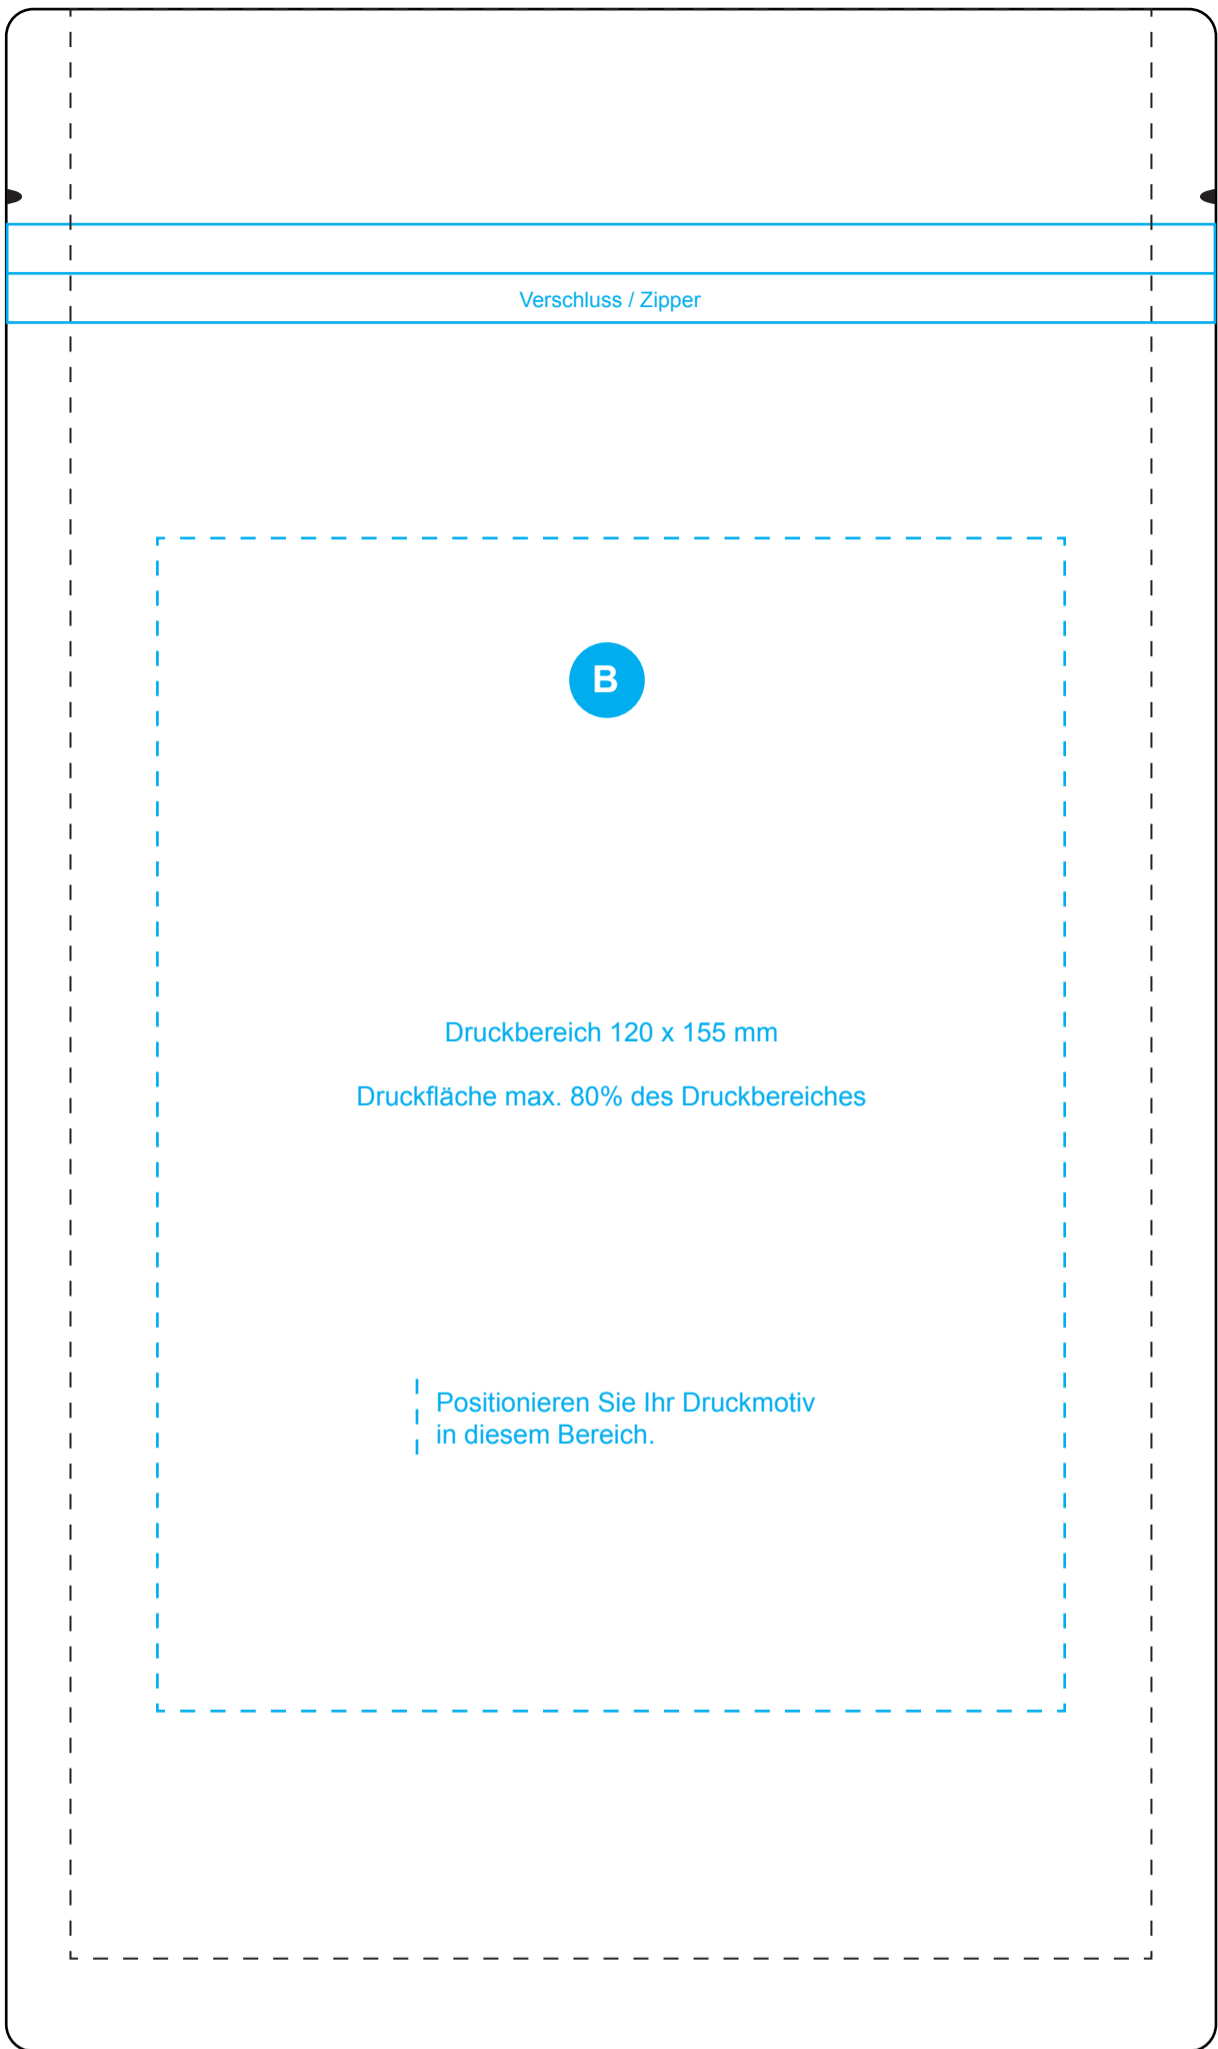 Verschluss / Zipper
B
Druckbereich 120 x 155 mm
Druckfläche max. 80% des Druckbereiches
Positionieren Sie Ihr Druckmotiv
in diesem Bereich.